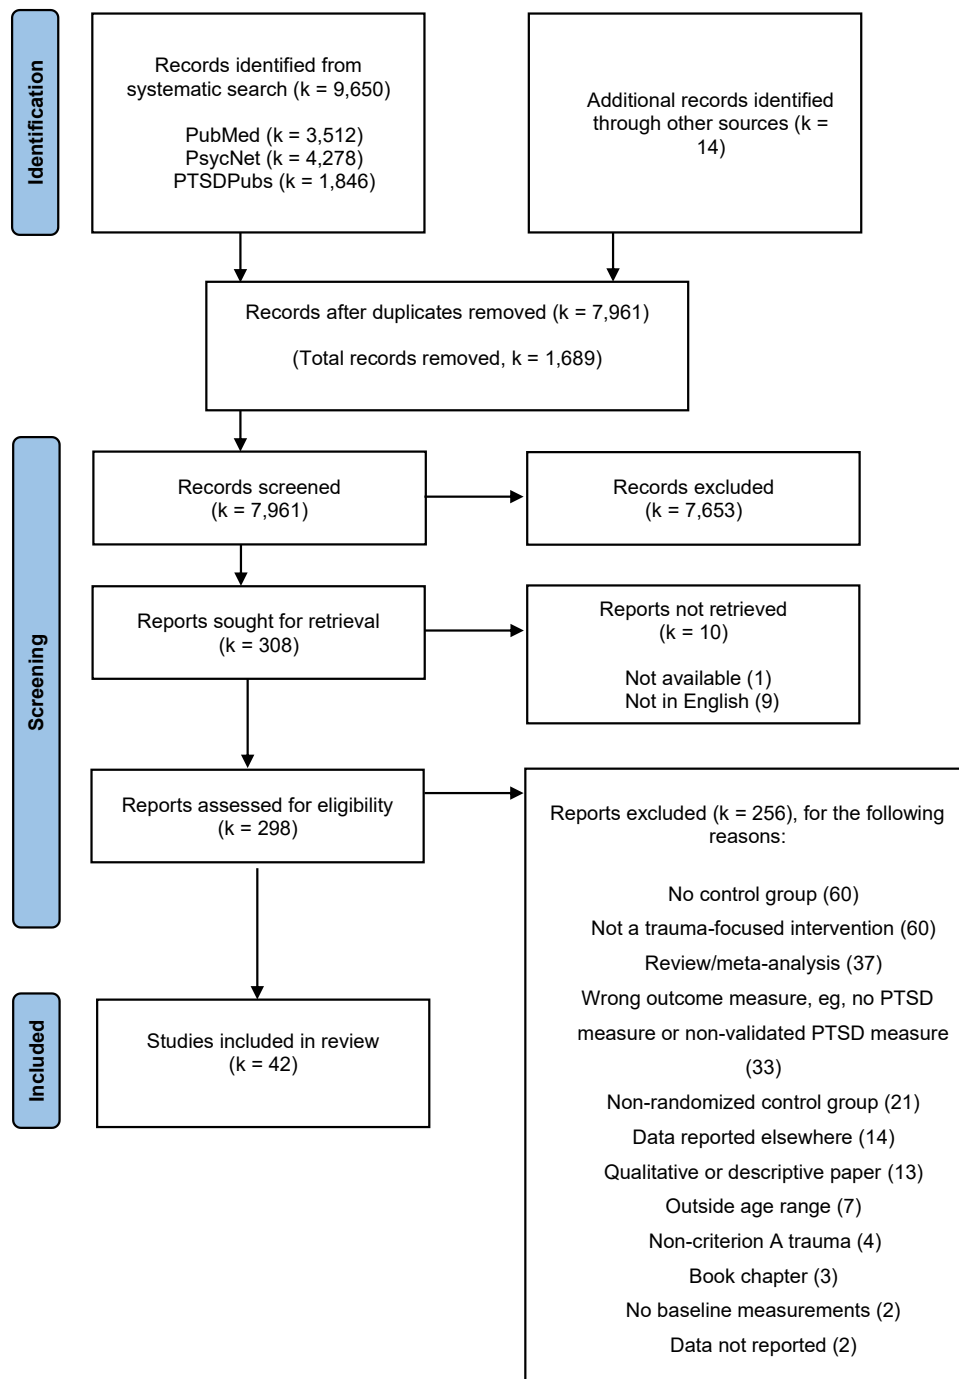 Identification
Records identified from
systematic search (k = 9,650)
PubMed (k = 3,512)
PsycNet (k = 4,278)
PTSDPubs (k = 1,846)
Additional records identified
through other sources (k =
14)
Records after duplicates removed (k = 7,961)
(Total records removed, k = 1,689)
Screening
Records screened
(k = 7,961)
Records excluded
(k = 7,653)
Reports sought for retrieval
(k = 308)
Reports not retrieved
(k = 10)
Not available (1)
Not in English (9)
Reports assessed for eligibility
(k = 298)
Reports excluded (k = 256), for the following
reasons:
No control group (60)
Not a trauma-focused intervention (60)
Review/meta-analysis (37)
Wrong outcome measure, eg, no PTSD
measure or non-validated PTSD measure
(33)
Non-randomized control group (21)
Data reported elsewhere (14)
Qualitative or descriptive paper (13)
Outside age range (7)
Non-criterion A trauma (4)
Book chapter (3)
No baseline measurements (2)
Data not reported (2)
Included
Studies included in review
(k = 42)